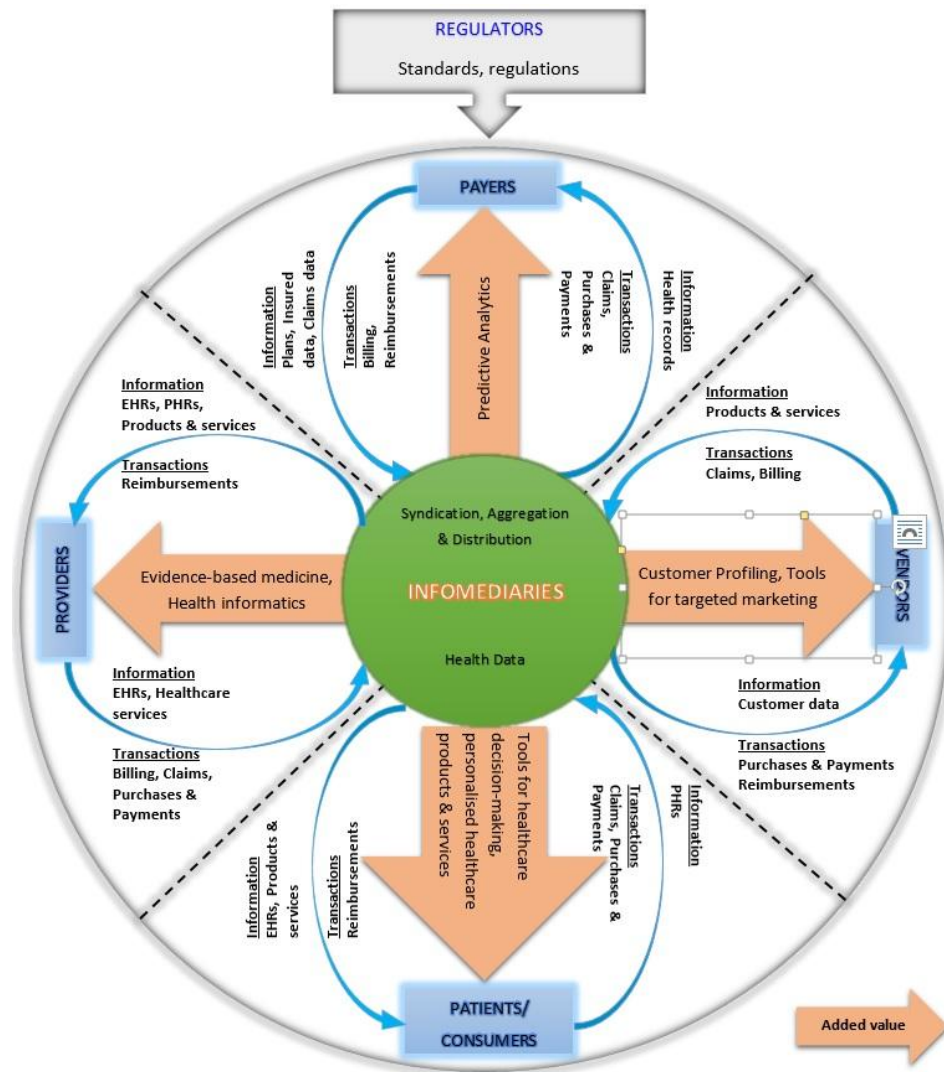 REGULATORS
Standards, regulations
PAYERS
Information
Plans, Insured
data, Claims data
Transactions
Billing,
Reimbursements
Predictive Analytics
Information
Health records
Transactions
Claims,
Purchases &
Payments
Information
EHRs, PHRs,
Products & services
Transactions
Reimbursements
Information
Products & services
Transactions
Claims, Billing
PROVIDERS
Evidence-based medicine,
Health informatics
Syndication, Aggregation
& Distribution
INFOMEDIARIES
Health Data
Customer Profiling, Tools
for targeted marketing
VENDORS
Information
EHRs, Healthcare
services
Transactions
Billing, Claims,
Purchases &
Payments
Information
Customer data
Transactions
Purchases & Payments
Reimbursements
Information
EHRs, Products &
services
Transactions
Reimbursements
Tools for healthcare
decision-making,
personalised healthcare
products & services
Information
PHRs
Transactions
Claims, Purchases &
Payments
PATIENTS/
CONSUMERS
Added value